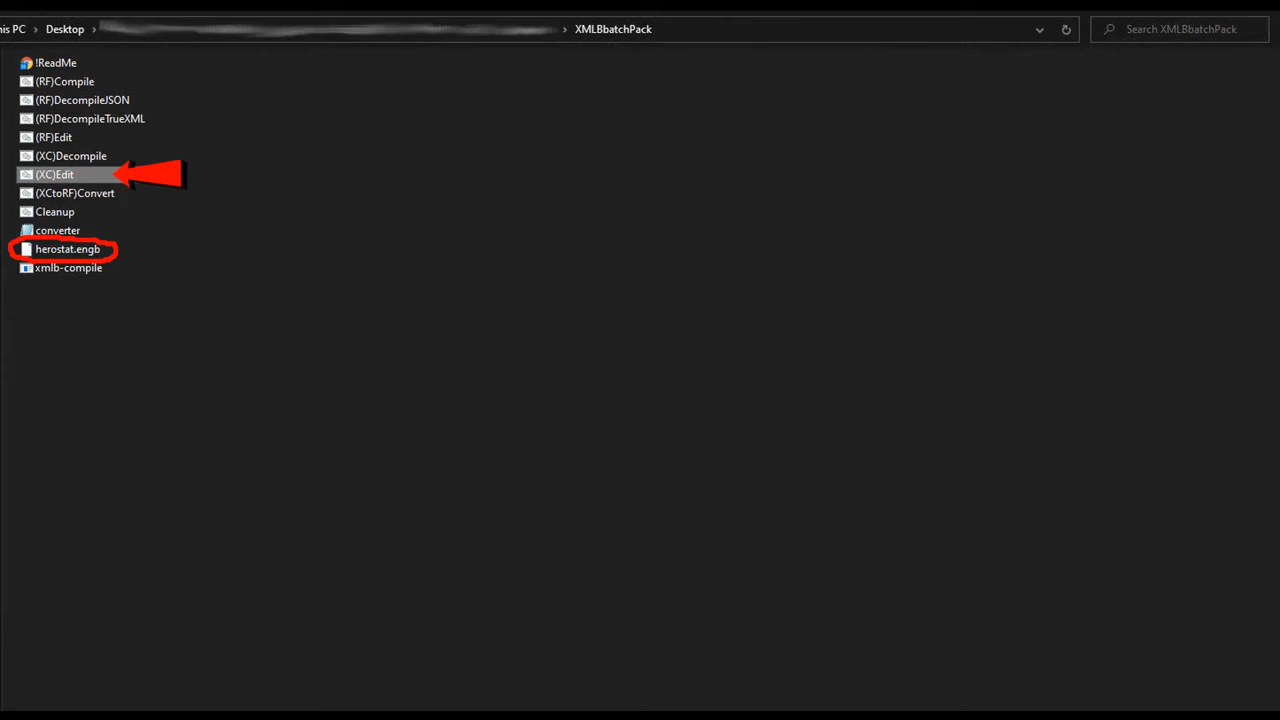 his PC > Desktop > > XMLBbatchPack Search XMLBbatchPack
!ReadMe
(RF)Compile
(RF)DecompileJSON
(RF)DecompileTrueXML
(RF)Edit
(XC)Decompile
(XC)Edit
(XCtoRF)Convert
Cleanup
converter
herostat.engb
xmlb-compile